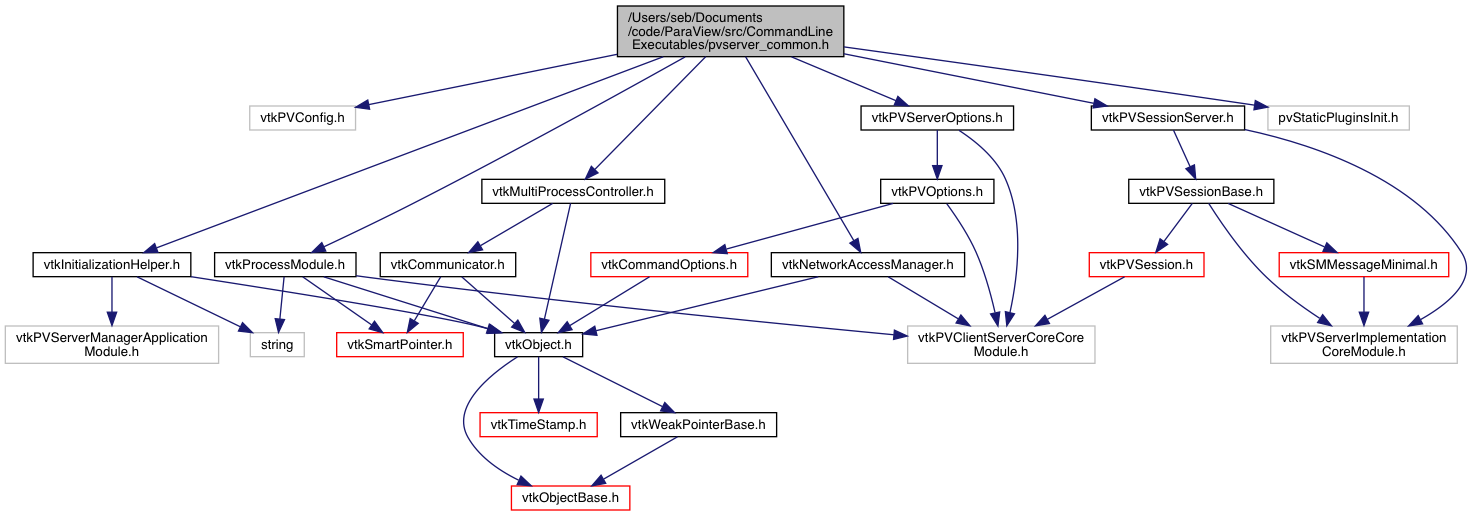 /Users/seb/Documents
/code/ParaView/src/CommandLine
Executables/pvserver_common.h
vtkPVConfig.h
vtkPVServerOptions.h
vtkPVSessionServer.h
pvStaticPluginsInit.h
vtkMultiProcessController.h
vtkPVOptions.h
vtkPVSessionBase.h
vtkInitializationHelper.h
vtkProcessModule.h
vtkCommunicator.h
vtkCommandOptions.h
vtkNetworkAccessManager.h
vtkPVSession.h
vtkSMMessageMinimal.h
vtkPVServerManagerApplication
Module.h
string
vtkSmartPointer.h
vtkObject.h
vtkPVClientServerCoreCore
Module.h
vtkPVServerImplementation
CoreModule.h
vtkTimeStamp.h
vtkWeakPointerBase.h
vtkObjectBase.h